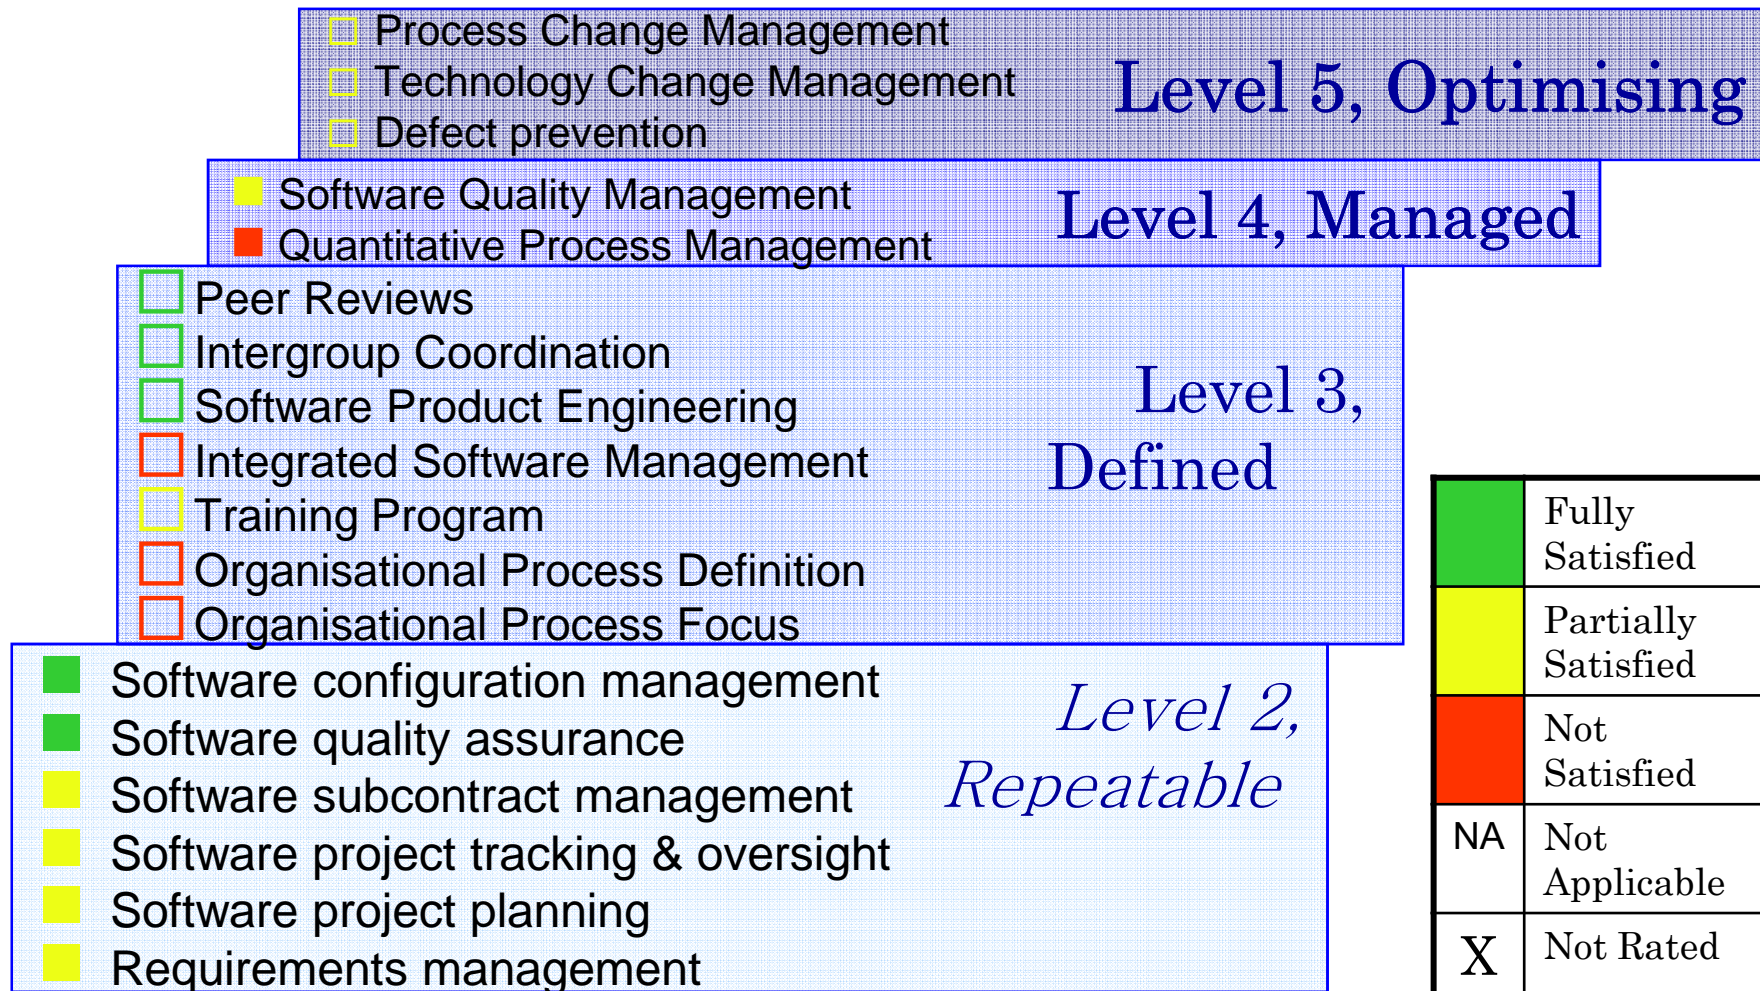 Process Change Management
Technology Change Management
Defect prevention
Level 5, Optimising
Software Quality Management
Quantitative Process Management
Level 4, Managed
Peer Reviews
Intergroup Coordination
Software Product Engineering
Integrated Software Management
Training Program
Organisational Process Definition
Organisational Process Focus
Level 3,
Defined
Software configuration management
Software quality assurance
Software subcontract management
Software project tracking & oversight
Software project planning
Requirements management
Level 2,
Repeatable
Fully
Satisfied
Partially
Satisfied
Not
Satisfied
NA Not
Applicable
X Not Rated